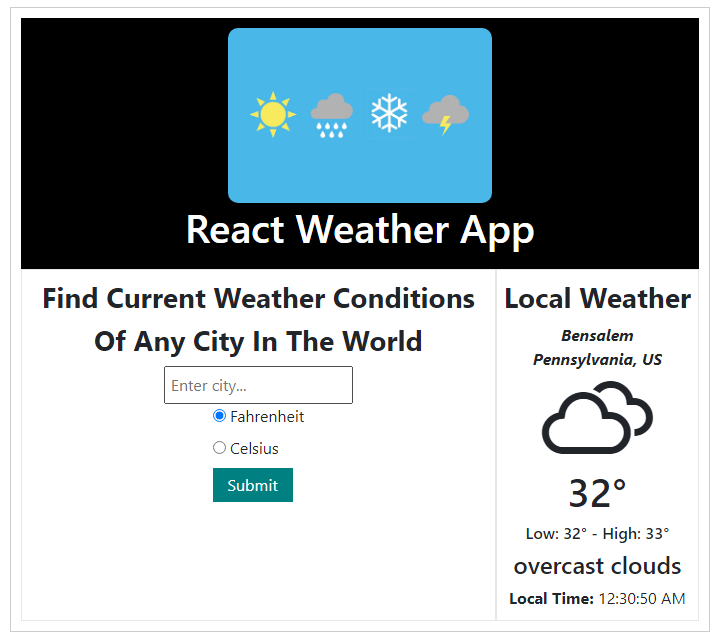 React Weather App
Find Current Weather Conditions
Of Any City In The World
Enter city...
Fahrenheit
Celsius
Submit
Local Weather
Bensalem
Pennsylvania, US
32°
Low: 32° - High: 33°
overcast clouds
Local Time: 12:30:50 AM